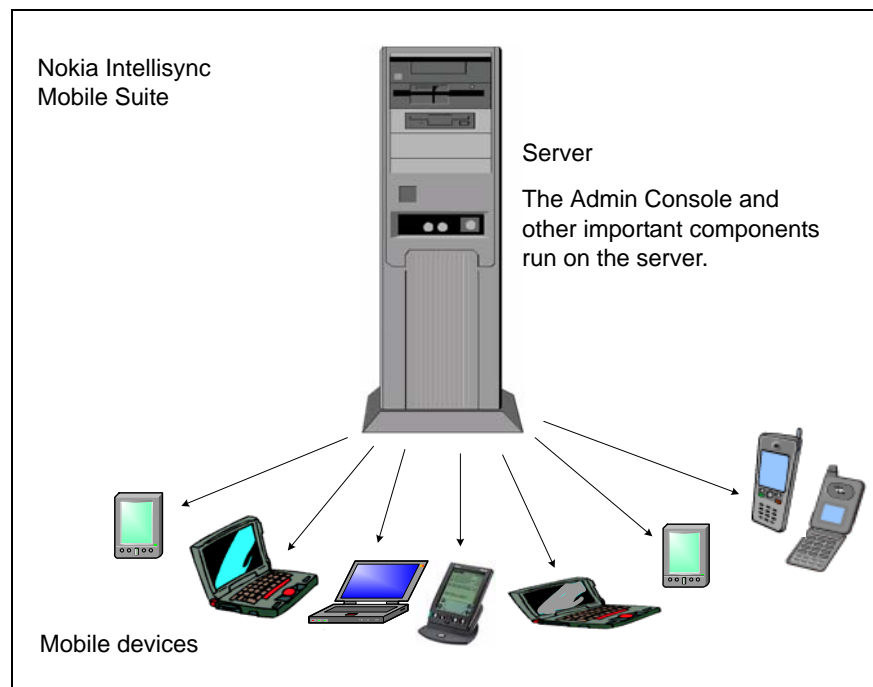 Nokia Intellisync
Mobile Suite
Server
The Admin Console and
other important components
run on the server.
Mobile devices